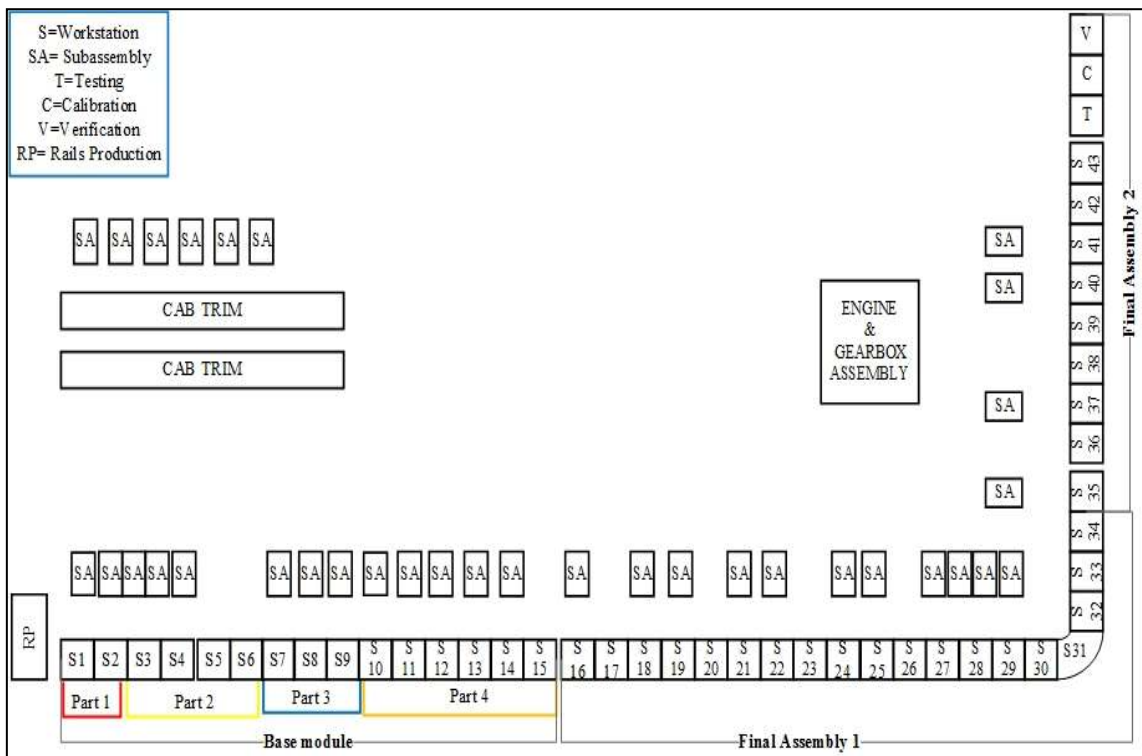 S=Workstation
SA= Subassembly
T=Testing
C=Calibration
V=Verification
RP= Rails Production
V
C
T
S 43
S 42
S 41
S 40
S 39
S 38
S 37
S 36
S 35
S 34
S 33
S 32
Final Assembly 2
SA SA SA SA SA SA
CAB TRIM
CAB TRIM
ENGINE
&
GEARBOX
ASSEMBLY
SA
SA
SA
SA
SA SA SA SA SA SA SA SA SA SA SA SA SA SA SA SA SA SA SA SA SA SA SA SA
RP
S1 S2 S3 S4 S5 S6 S7 S8 S9 S 10 S 11 S 12 S 13 S 14 S 15 S 16 S 17 S 18 S 19 S 20 S 21 S 22 S 23 S 24 S 25 S 26 S 27 S 28 S 29 S 30 S31
Part 1 Part 2 Part 3 Part 4
Base module Final Assembly 1